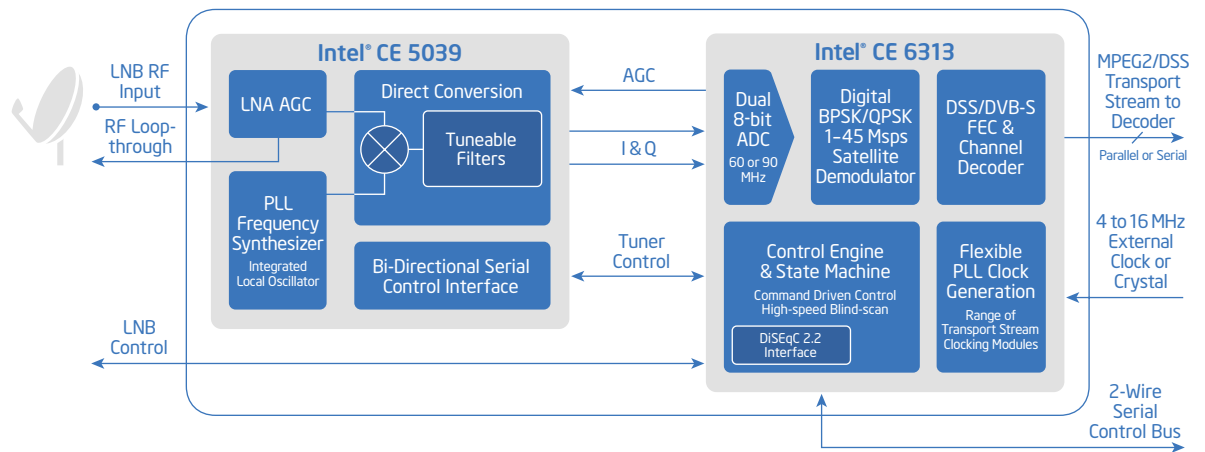 Intel® CE 5039
Intel® CE 6313
LNB RF
Input
RF Loop-
through
LNA AGC
Direct Conversion
Tuneable
Filters
PLL
Frequency
Synthesizer
Integrated
Local Oscillator
Bi-Directional Serial
Control Interface
LNB
Control
AGC
I & Q
Tuner
Control
Dual
8-bit
ADC
60 or 90
MHz
Digital
BPSK/QPSK
1–45 Msps
Satellite
Demodulator
DSS/DVB-S
FEC &
Channel
Decoder
Control Engine
& State Machine
Command Driven Control
High-speed Blind-scan
DiSEqC 2.2
Interface
Flexible
PLL Clock
Generation
Range of
Transport Stream
Clocking Modules
MPEG2/DSS
Transport
Stream to
Decoder
Parallel or Serial
4 to 16 MHz
External
Clock or
Crystal
2-Wire
Serial
Control Bus